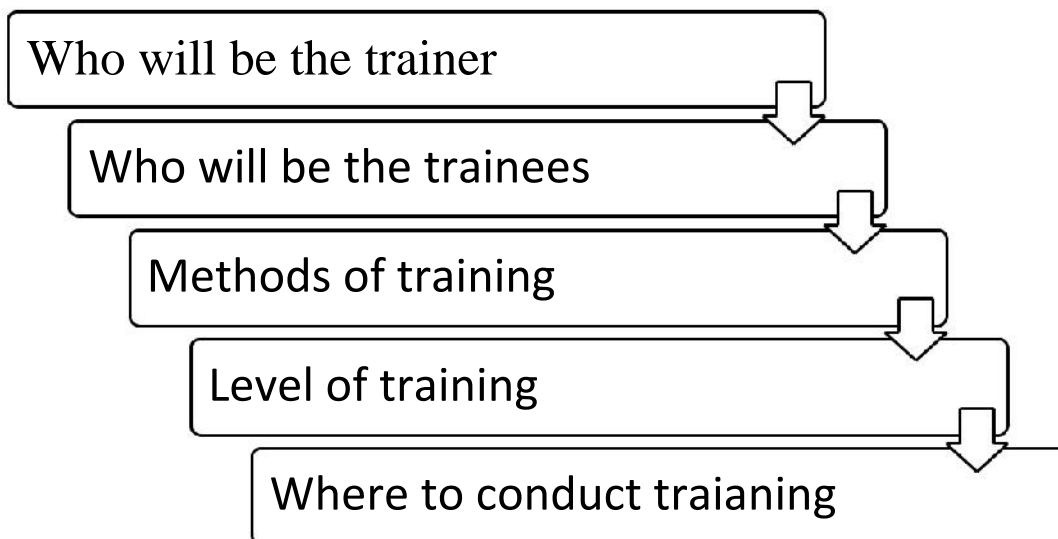 Who will be the trainer
Who will be the trainees
Methods of training
Level of training
Where to conduct traianing